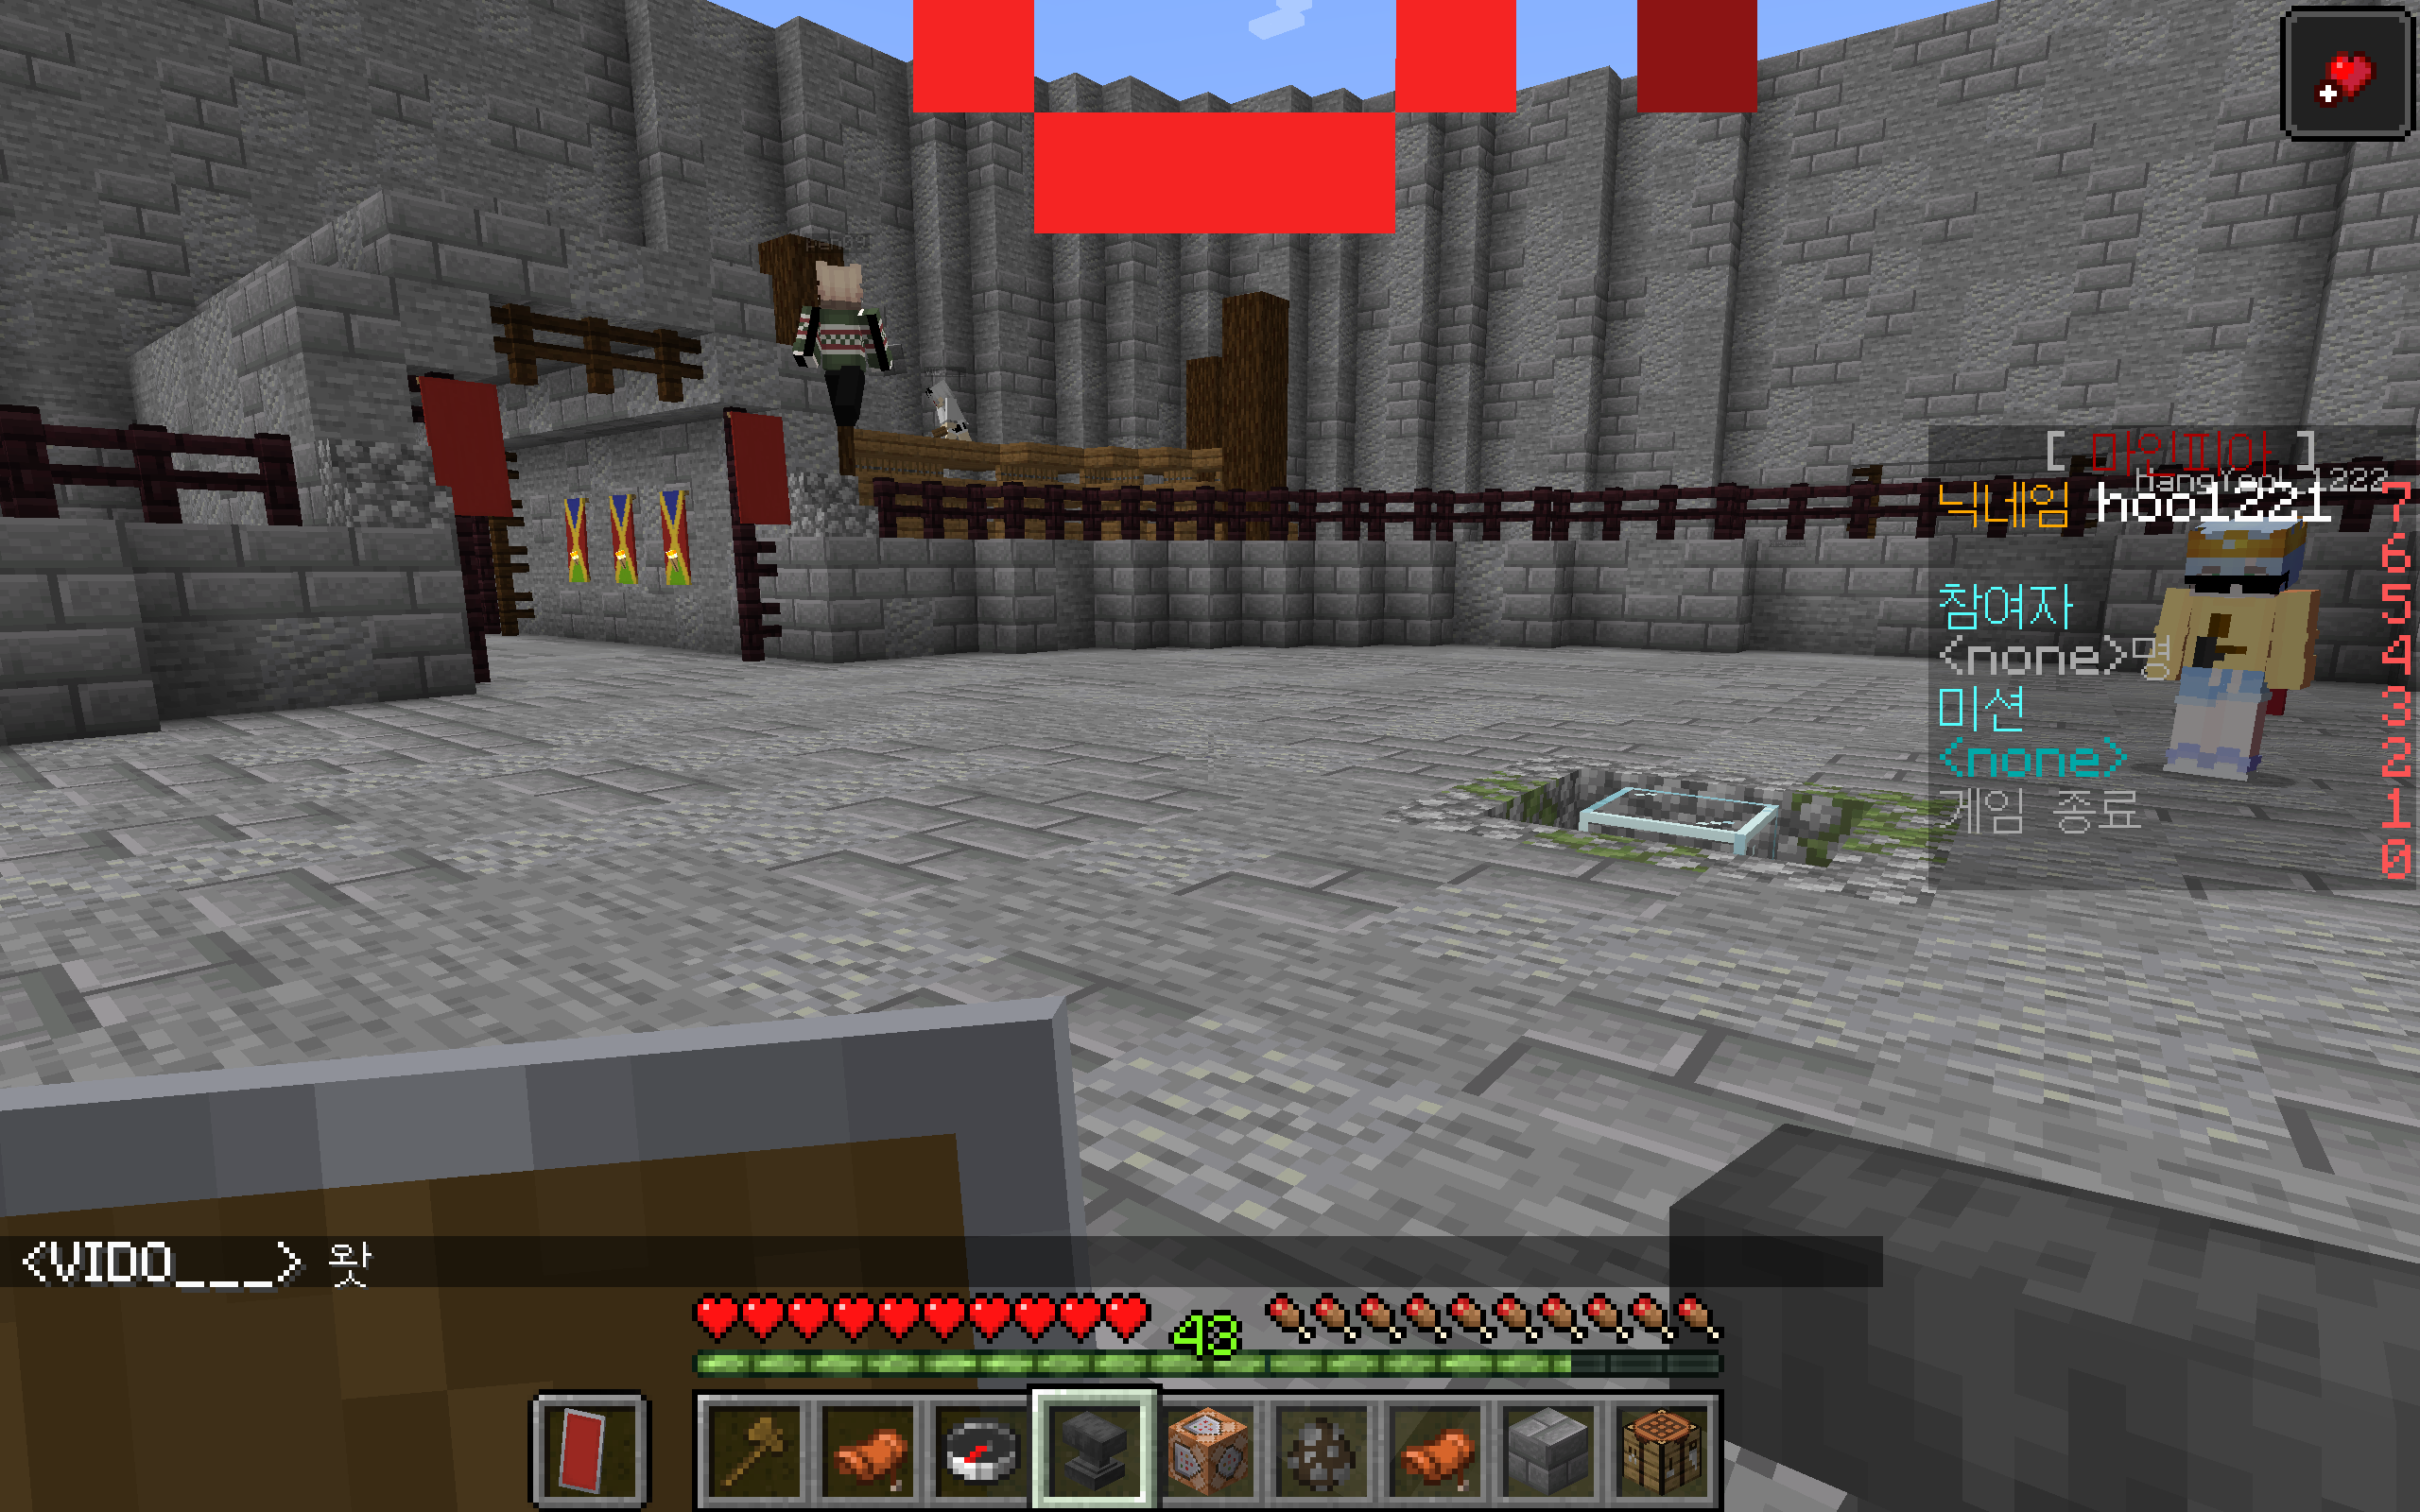 [ 마인피아 ]
HangYeol_1222
닉네임 hoo1221 7
6
참여자 5
<none>명 4
미션 3
<none> 2
게임 종료 1
0
<VIDO___> 왓
43